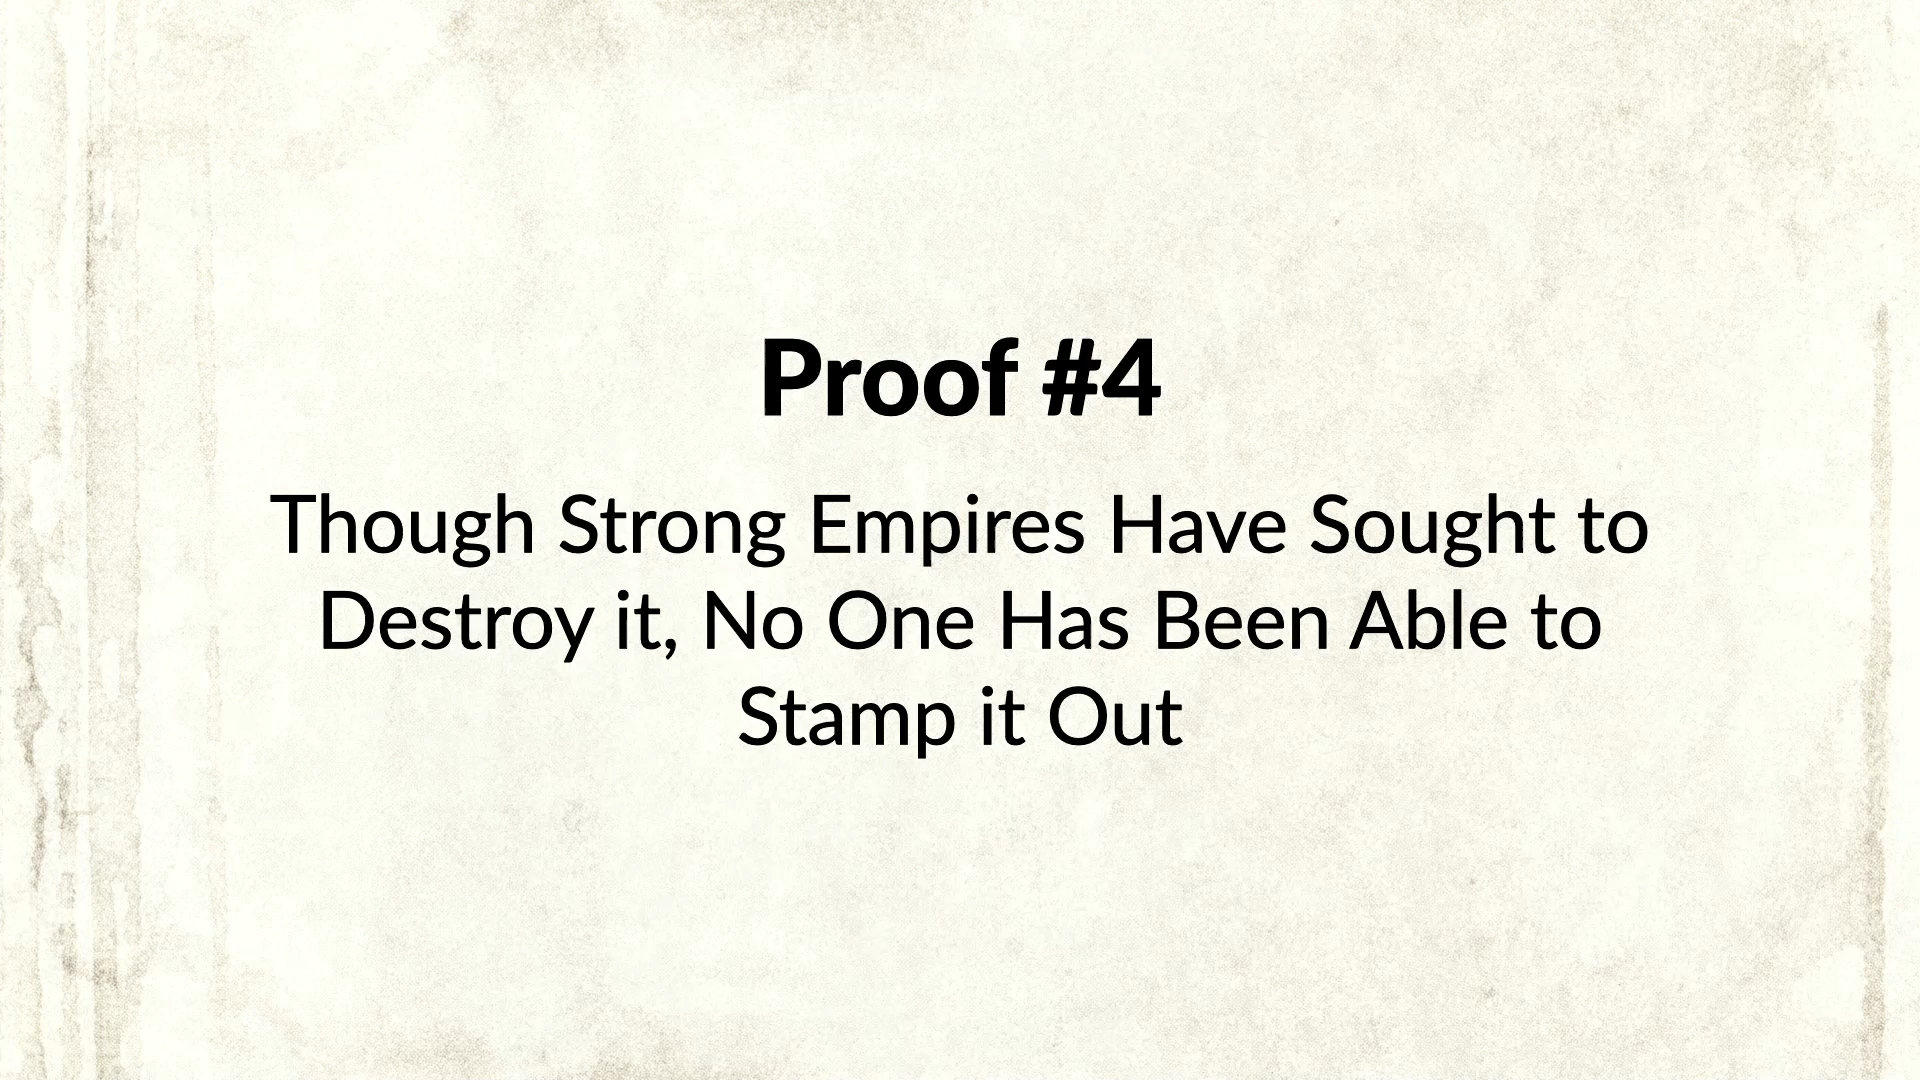 Proof #4
Though Strong Empires Have Sought to
Destroy it, No One Has Been Able to
Stamp it Out